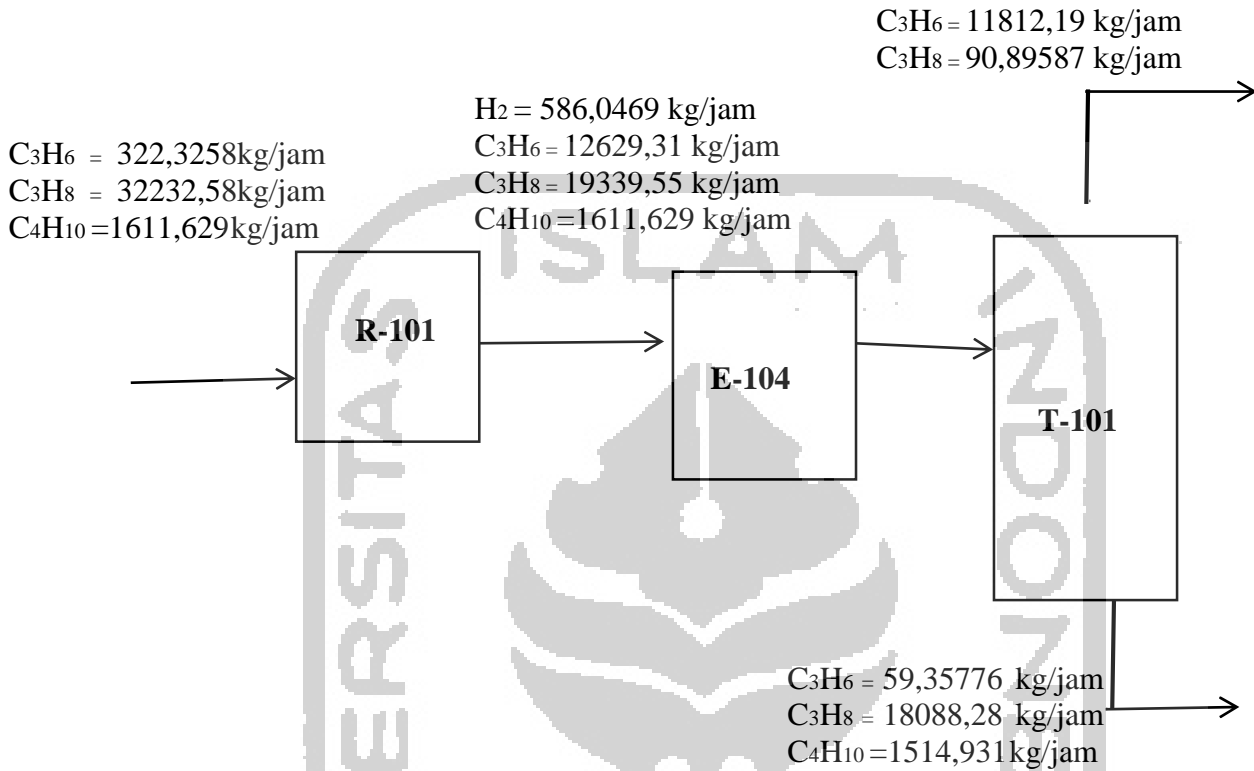 C3H6 = 11812,19 kg/jam
C3H8 = 90,89587 kg/jam
H2 = 586,0469 kg/jam
C3H6 = 12629,31 kg/jam
C3H8 = 19339,55 kg/jam
C4H10 =1611,629 kg/jam
C3H6 = 322,3258kg/jam
C3H8 = 32232,58kg/jam
C4H10 =1611,629kg/jam
ISLAM
R-101
E-104
T-101
ERSITAS
INDONE
C3H6 = 59,35776 kg/jam
C3H8 = 18088,28 kg/jam
C4H10 =1514,931kg/jam